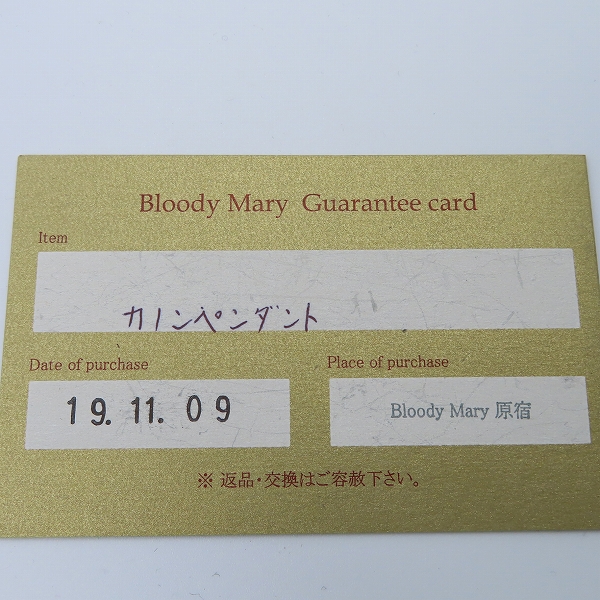 Bloody Mary Guarantee card
Item
カノンペンダント
Date of purchase
19.11.09
Place of purchase
Bloody Mary 原宿
※ 返品・交換はご容赦下さい。